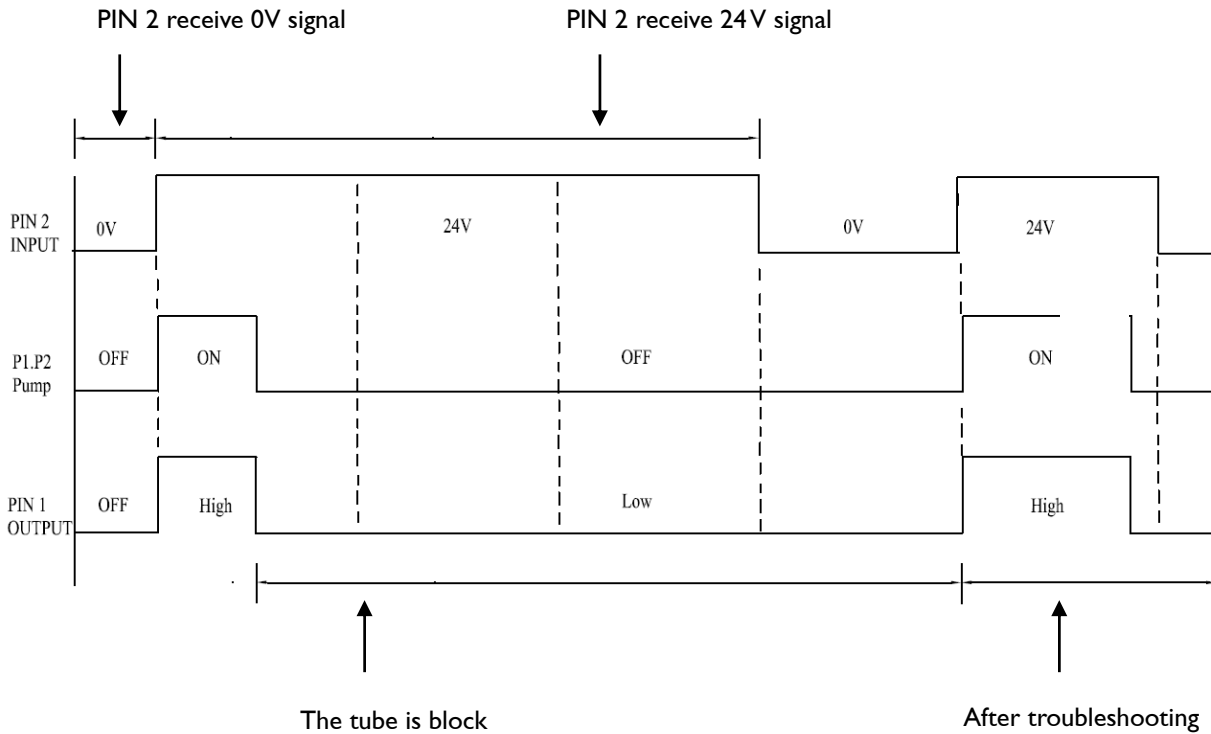 PIN 2 receive 0V signal
PIN 2 receive 24V signal
PIN 2
INPUT
0V
24V
0V
24V
P1.P2
Pump
OFF
ON
OFF
ON
PIN 1
OUTPUT
OFF
High
Low
High
The tube is block
After troubleshooting